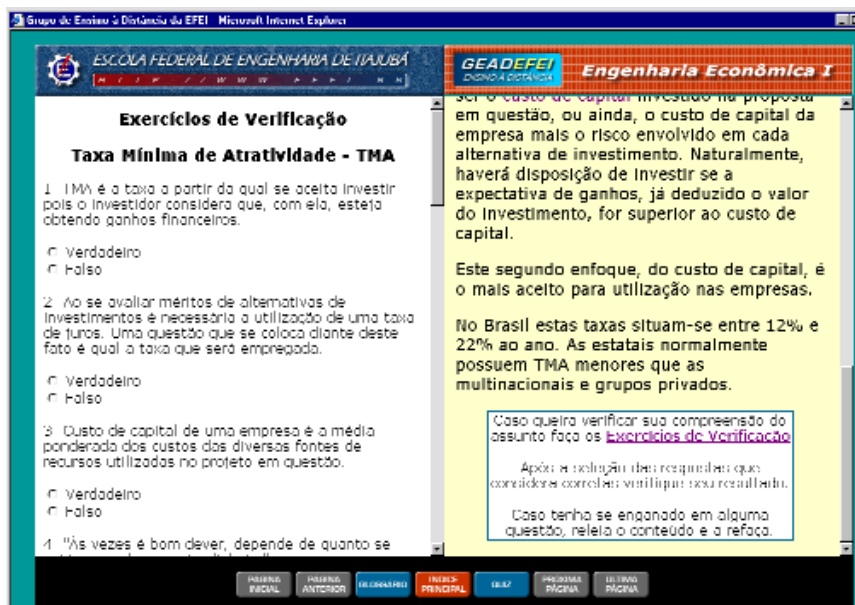 Grupo de Ensino à Distância da EFEI Microsoft Internet Explorer
ESCOLA FEDERAL DE ENGENHARIA DE ITAJUBÁ
GEADEFEI
ENSINO A DISTÂNCIA
Engenharia Econômica I
Exercícios de Verificação
Taxa Mínima de Atratividade - TMA
1 TMA é a taxa a partir da qual se aceita investir
pois o investidor considera que, com ela, esteja
obtendo ganhos financeiros.
Verdadeiro
Falso
2 Ao se avaliar méritos de alternativas de
investimentos é necessária a utilização de uma taxa
de juros. Uma questão que se coloca diante deste
fato é qual a taxa que será empregada.
Verdadeiro
Falso
3 Custo de capital de uma empresa é a média
ponderada dos custos das diversas fontes de
recursos utilizadas no projeto em questão.
Verdadeiro
Falso
4 "Às vezes é bom dever, depende de quanto se
ser o custo de capital investido na proposta
em questão, ou ainda, o custo de capital da
empresa mais o risco envolvido em cada
alternativa de investimento. Naturalmente,
haverá disposição de investir se a
expectativa de ganhos, já deduzido o valor
do investimento, for superior ao custo de
capital.
Este segundo enfoque, do custo de capital, é
o mais aceito para utilização nas empresas.
No Brasil estas taxas situam-se entre 12% e
22% ao ano. As estatais normalmente
possuem TMA menores que as
multinacionais e grupos privados.
Caso queira verificar sua compreensão do
assunto faça os Exercícios de Verificação
Após a seleção das respostas que
considera corretas verifique seu resultado.
Caso tenha se enganado em alguma
questão, releia o conteúdo e a refaça.
PÁGINA INICIAL
PÁGINA ANTERIOR
GLOSSÁRIO
ÍNDICE PRINCIPAL
QUIZ
PRÓXIMA PÁGINA
ÚLTIMA PÁGINA